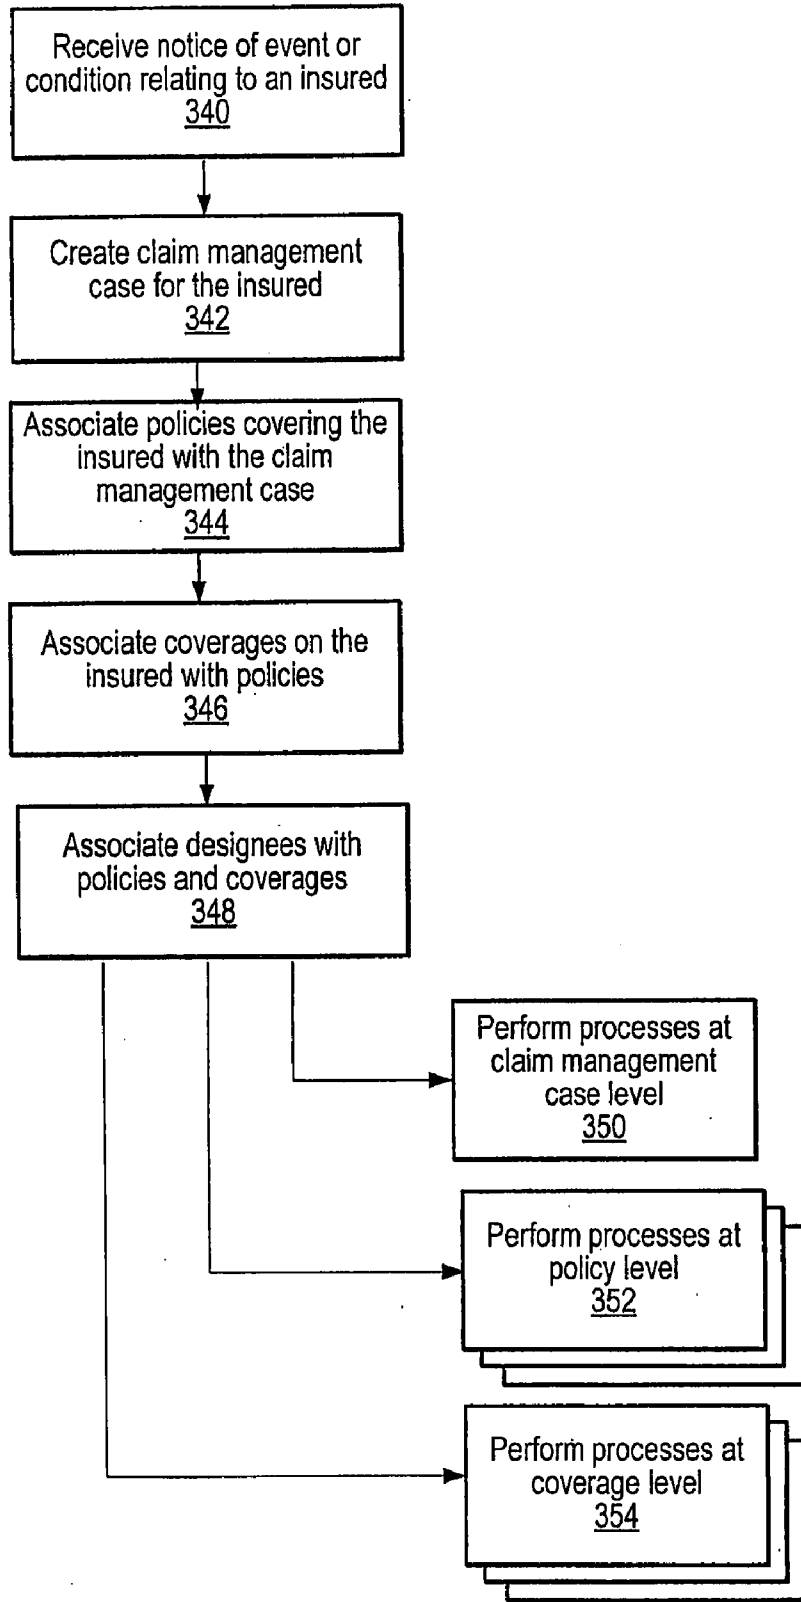 Receive notice of event or
condition relating to an insured
340
Create claim management
case for the insured
342
Associate policies covering the
insured with the claim
management case
344
Associate coverages on the
insured with policies
346
Associate designees with
policies and coverages
348
Perform processes at
claim management
case level
350
Perform processes at
policy level
352
Perform processes at
coverage level
354